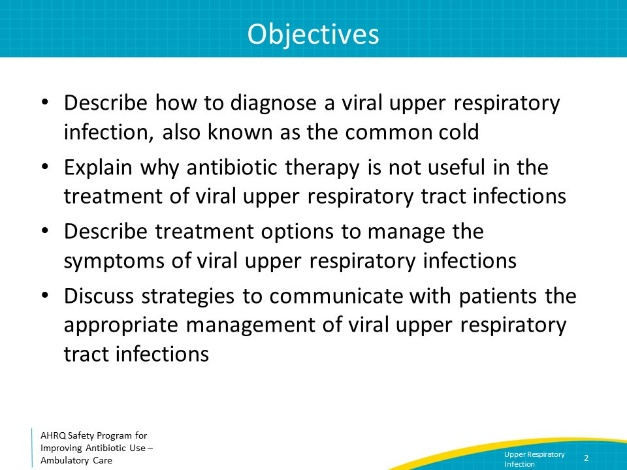 Objectives
• Describe how to diagnose a viral upper respiratory
infection, also known as the common cold
• Explain why antibiotic therapy is not useful in the
treatment of viral upper respiratory tract infections
• Describe treatment options to manage the
symptoms of viral upper respiratory infections
• Discuss strategies to communicate with patients the
appropriate management of viral upper respiratory
tract infections
AHRQ Safety Program for
Improving Antibiotic Use –
Ambulatory Care
Upper Respiratory
Infection
2